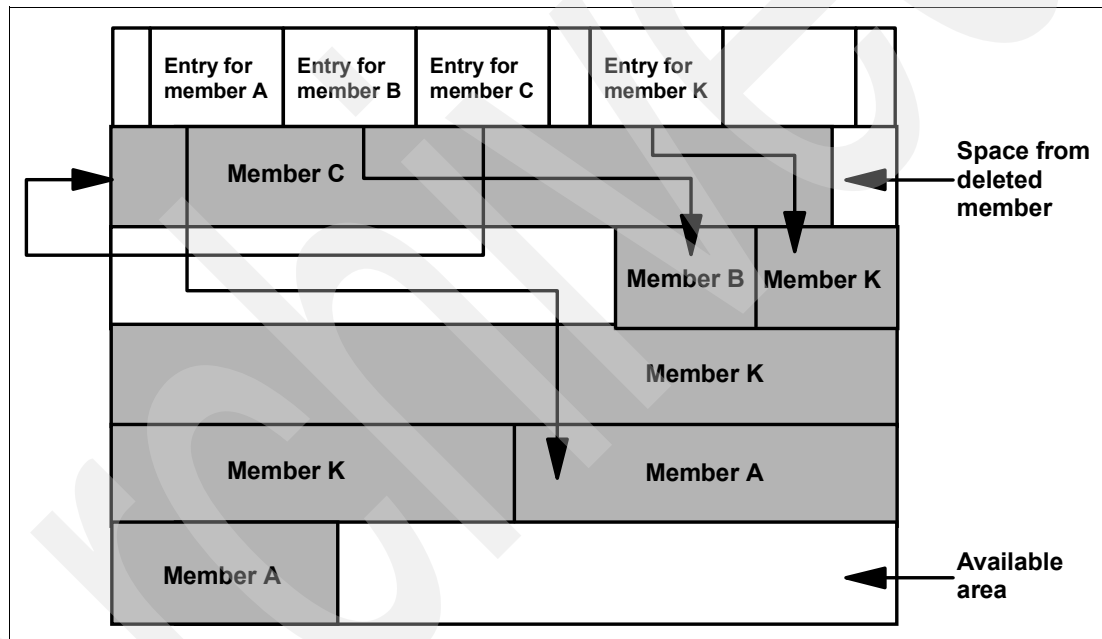 Entry for
member A
Entry for
member B
Entry for
member C
Entry for
member K
Member C
Space from
deleted
member
Member B
Member K
Member K
Member K
Member A
Member A
Available
area